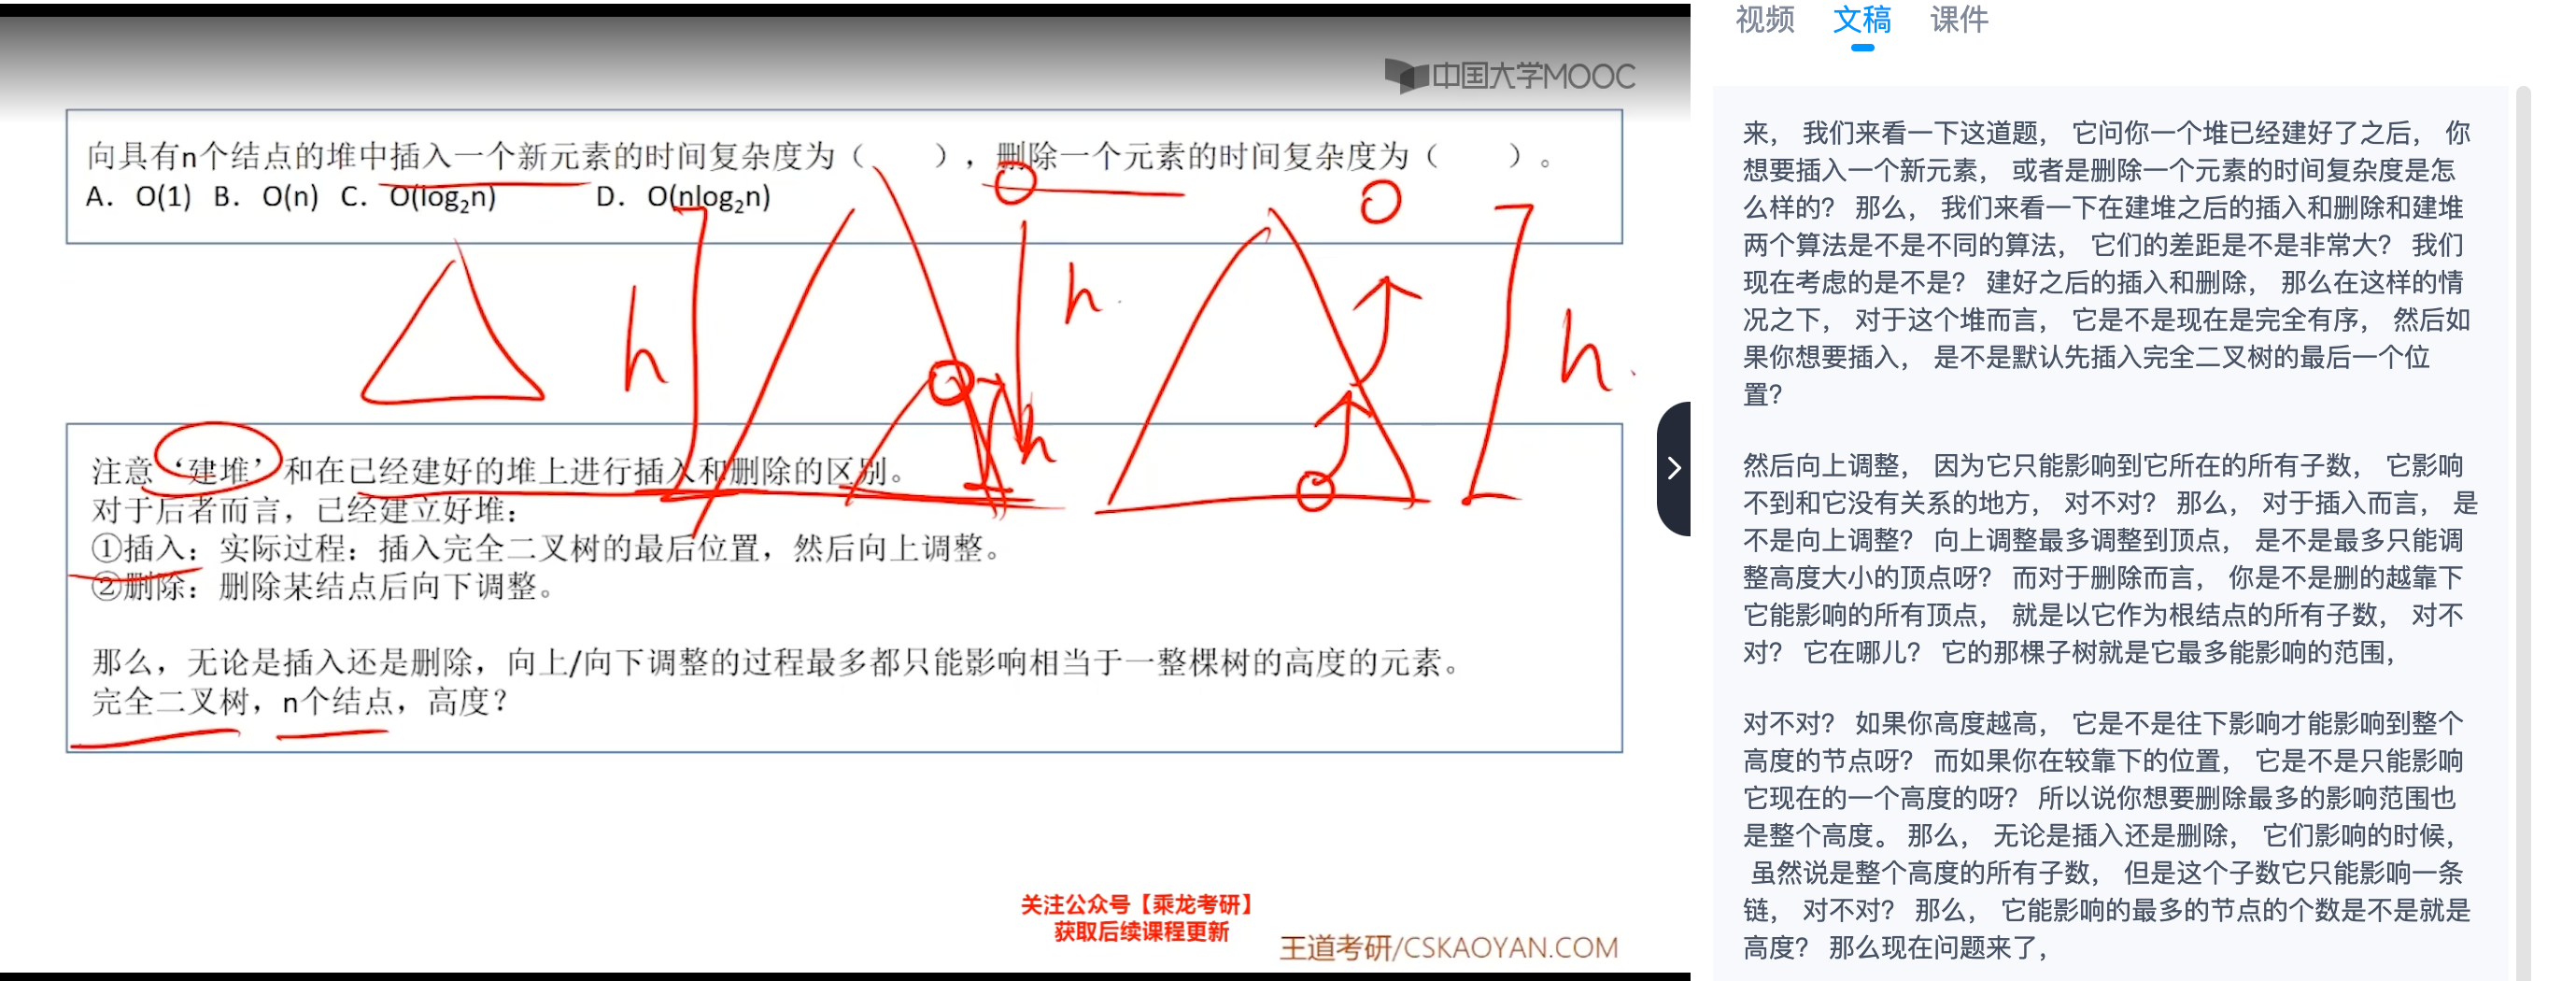 中国大学MOOC
向具有n个结点的堆中插入一个新元素的时间复杂度为（　　），删除一个元素的时间复杂度为（　　）。
A. O(1) B. O(n) C. O(log₂n) D. O(nlog₂n)
h
h
h
h
注意‘建堆’和在已经建好的堆上进行插入和删除的区别。
对于后者而言，已经建立好堆：
①插入：实际过程：插入完全二叉树的最后位置，然后向上调整。
②删除：删除某结点后向下调整。
那么，无论是插入还是删除，向上/向下调整的过程最多都只能影响相当于一整棵树的高度的元素。
完全二叉树，n个结点，高度？
关注公众号【乘龙考研】
获取后续课程更新
王道考研/CSKAOYAN.COM
视频 文稿 课件
来， 我们来看一下这道题， 它问你一个堆已经建好了之后， 你
想要插入一个新元素， 或者是删除一个元素的时间复杂度是怎
么样的？ 那么， 我们来看一下在建堆之后的插入和删除和建堆
两个算法是不是不同的算法， 它们的差距是不是非常大？ 我们
现在考虑的是不是？ 建好之后的插入和删除， 那么在这样的情
况之下， 对于这个堆而言， 它是不是现在是完全有序， 然后如
果你想要插入， 是不是默认先插入完全二叉树的最后一个位
置？
然后向上调整， 因为它只能影响到它所在的所有子数， 它影响
不到和它没有关系的地方， 对不对？ 那么， 对于插入而言， 是
不是向上调整？ 向上调整最多调整到顶点， 是不是最多只能调
整高度大小的顶点呀？ 而对于删除而言， 你是不是删的越靠下
它能影响的所有顶点， 就是以它作为根结点的所有子数， 对不
对？ 它在哪儿？ 它的那棵子树就是它最多能影响的范围，
对不对？ 如果你高度越高， 它是不是往下影响才能影响到整个
高度的节点呀？ 而如果你在较靠下的位置， 它是不是只能影响
它现在的一个高度的呀？ 所以说你想要删除最多的影响范围也
是整个高度。 那么， 无论是插入还是删除， 它们影响的时候，
虽然说是整个高度的所有子数， 但是这个子数它只能影响一条
链， 对不对？ 那么， 它能影响的最多的节点的个数是不是就是
高度？ 那么现在问题来了，